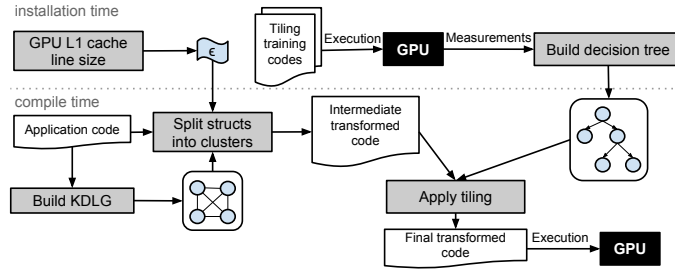 installation time
GPU L1 cache
line size
ϵ
Tiling
training
codes
Execution
GPU
Measurements
Build decision tree
compile time
Application code
Split structs
into clusters
Intermediate
transformed
code
Build KDLG
Apply tiling
Final transformed
code
Execution
GPU